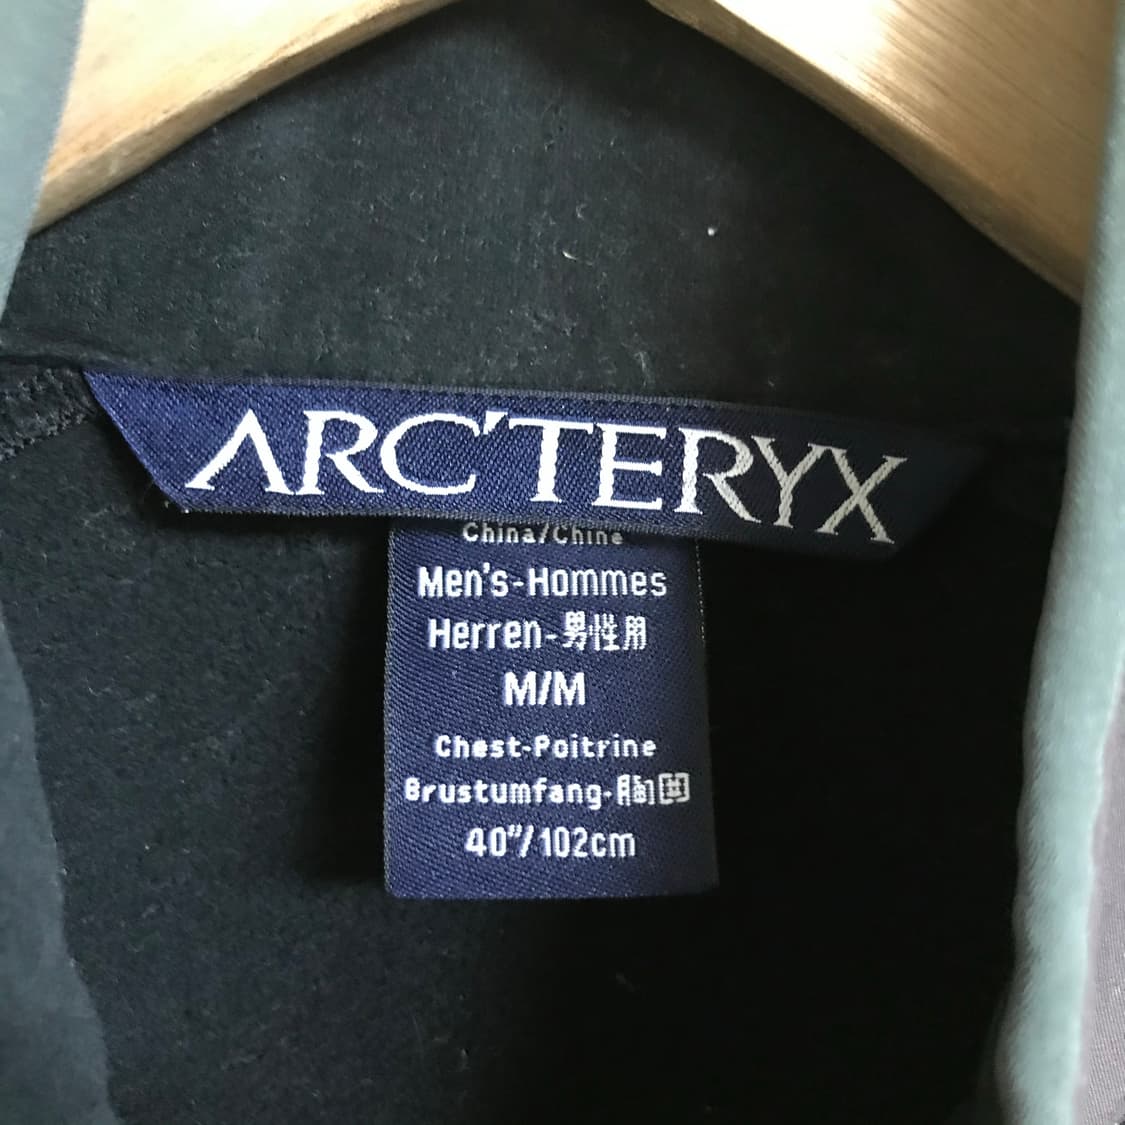 ARC'TERYX
China/Chine
Men's-Hommes
Herren-男性用
M/M
Chest-Poitrine
Brustumfang-胸囲
40"/102cm